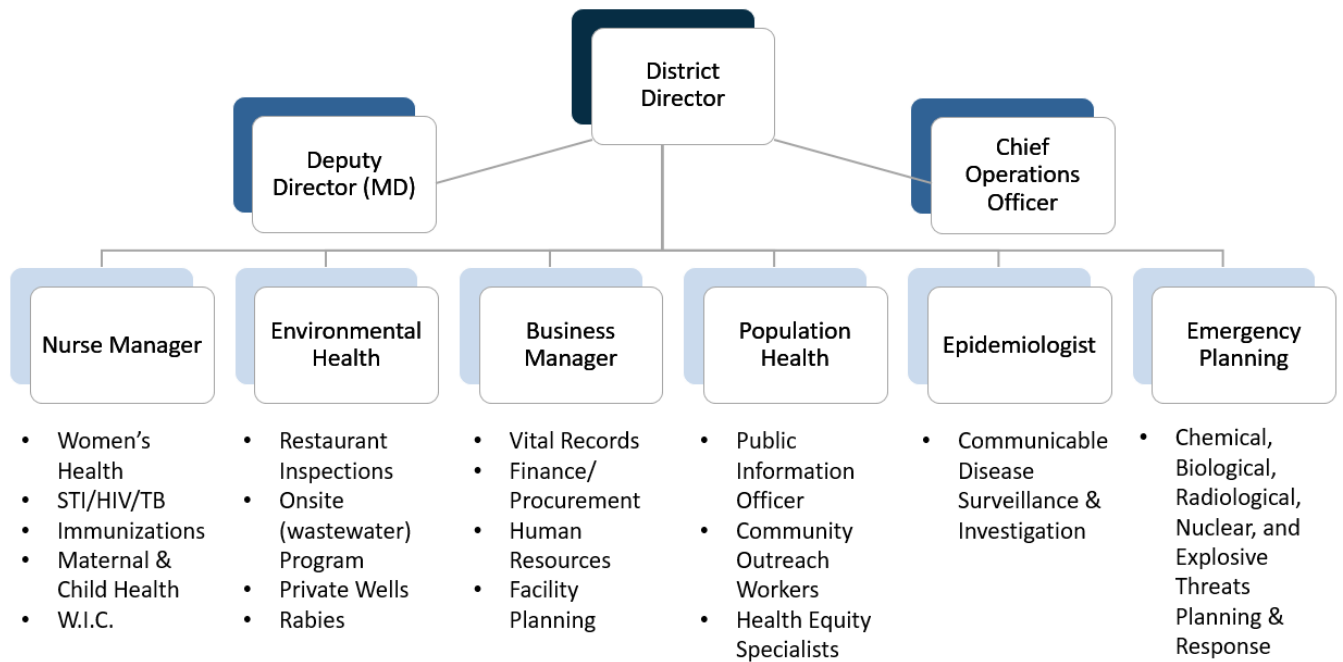 District
Director
Deputy
Director (MD)
Chief
Operations
Officer
Nurse Manager
Environmental
Health
Business
Manager
Population
Health
Epidemiologist
Emergency
Planning
• Women’s
Health
• STI/HIV/TB
• Immunizations
• Maternal &
Child Health
• W.I.C.
• Restaurant
Inspections
• Onsite
(wastewater)
Program
• Private Wells
• Rabies
• Vital Records
• Finance/
Procurement
• Human
Resources
• Facility
Planning
• Public
Information
Officer
• Community
Outreach
Workers
• Health Equity
Specialists
• Communicable
Disease
Surveillance &
Investigation
• Chemical,
Biological,
Radiological,
Nuclear, and
Explosive
Threats
Planning &
Response